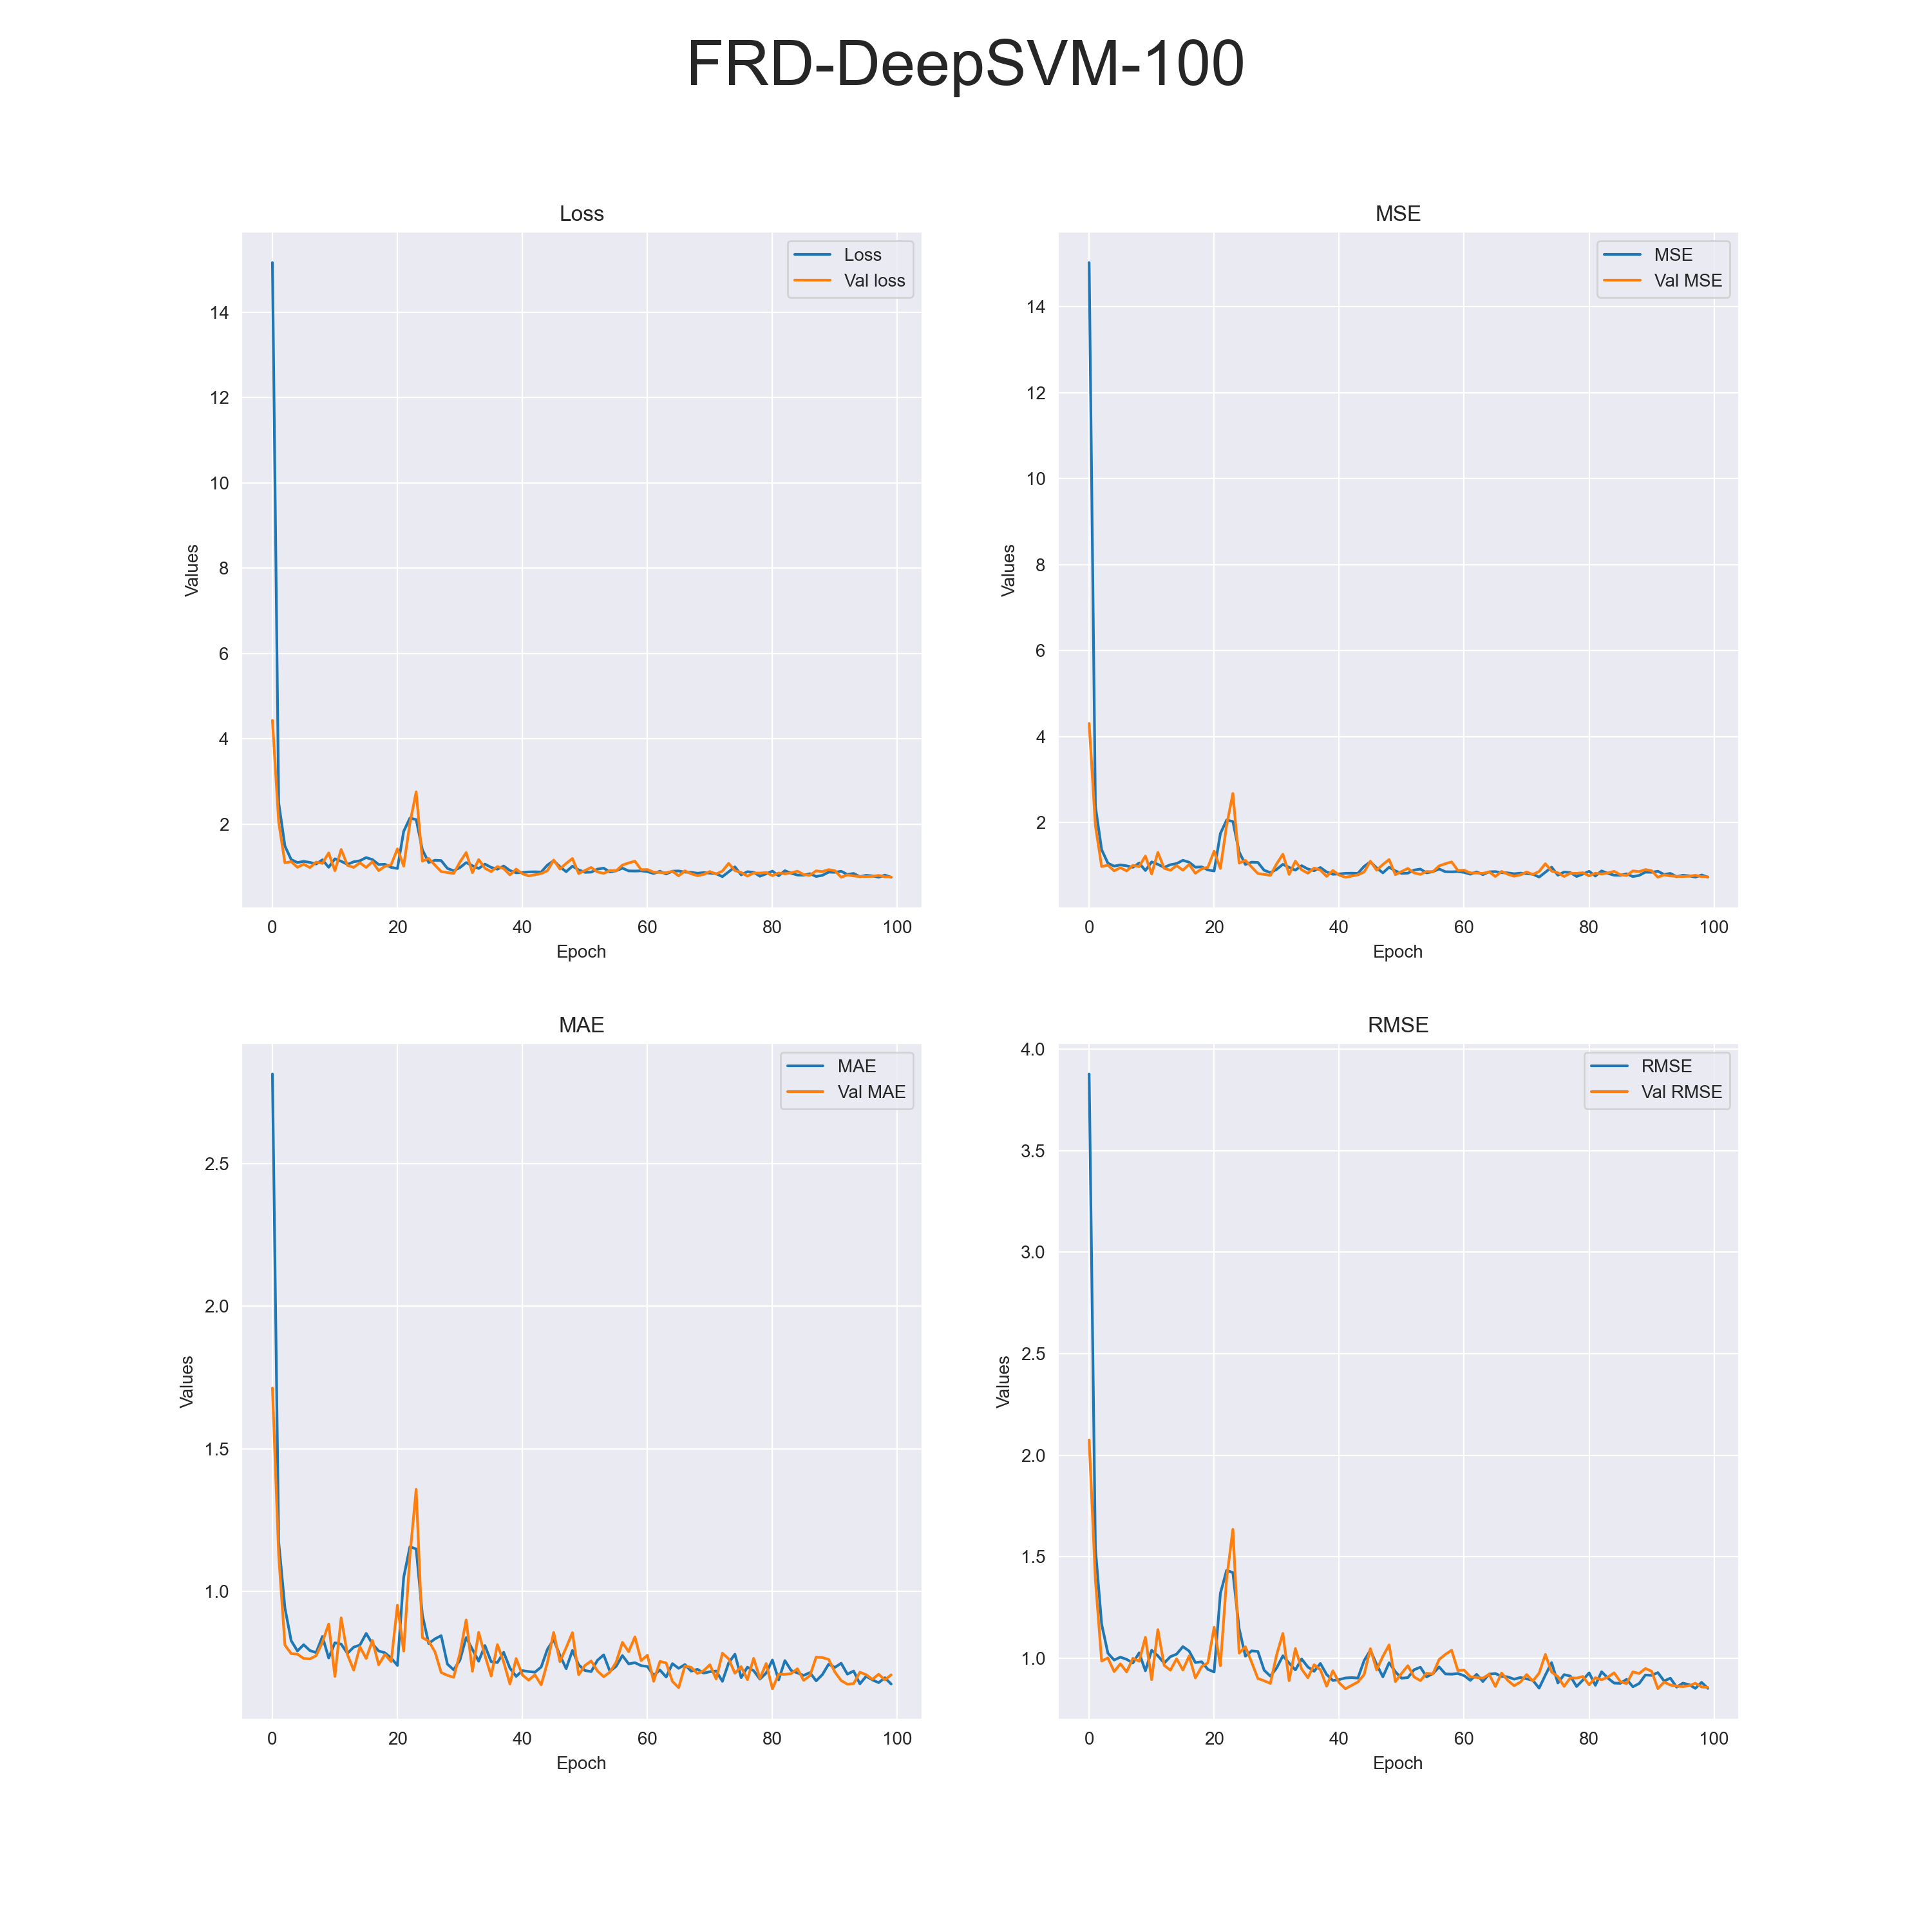 FRD-DeepSVM-100
Loss
Loss
Val loss
14
12
10
8
6
4
2
Values
0 20 40 60 80 100
Epoch
MSE
MSE
Val MSE
14
12
10
8
6
4
2
Values
0 20 40 60 80 100
Epoch
MAE
MAE
Val MAE
2.5
2.0
1.5
1.0
Values
0 20 40 60 80 100
Epoch
RMSE
RMSE
Val RMSE
4.0
3.5
3.0
2.5
2.0
1.5
1.0
Values
0 20 40 60 80 100
Epoch